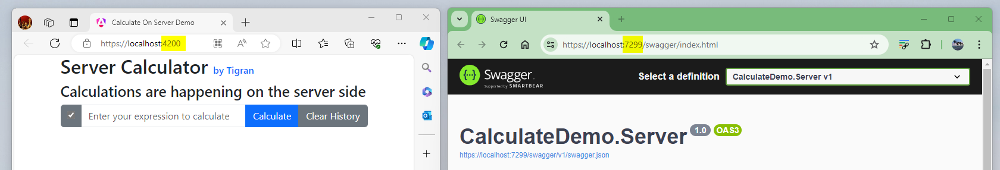 Calculate On Server Demo
https://localhost:4200
Server Calculator by Tigran
Calculations are happening on the server side
Enter your expression to calculate
Calculate
Clear History
Swagger UI
https://localhost:7299/swagger/index.html
Swagger
Supported by SMARTBEAR
Select a definition
CalculateDemo.Server v1
CalculateDemo.Server 1.0 OAS3
https://localhost:7299/swagger/v1/swagger.json